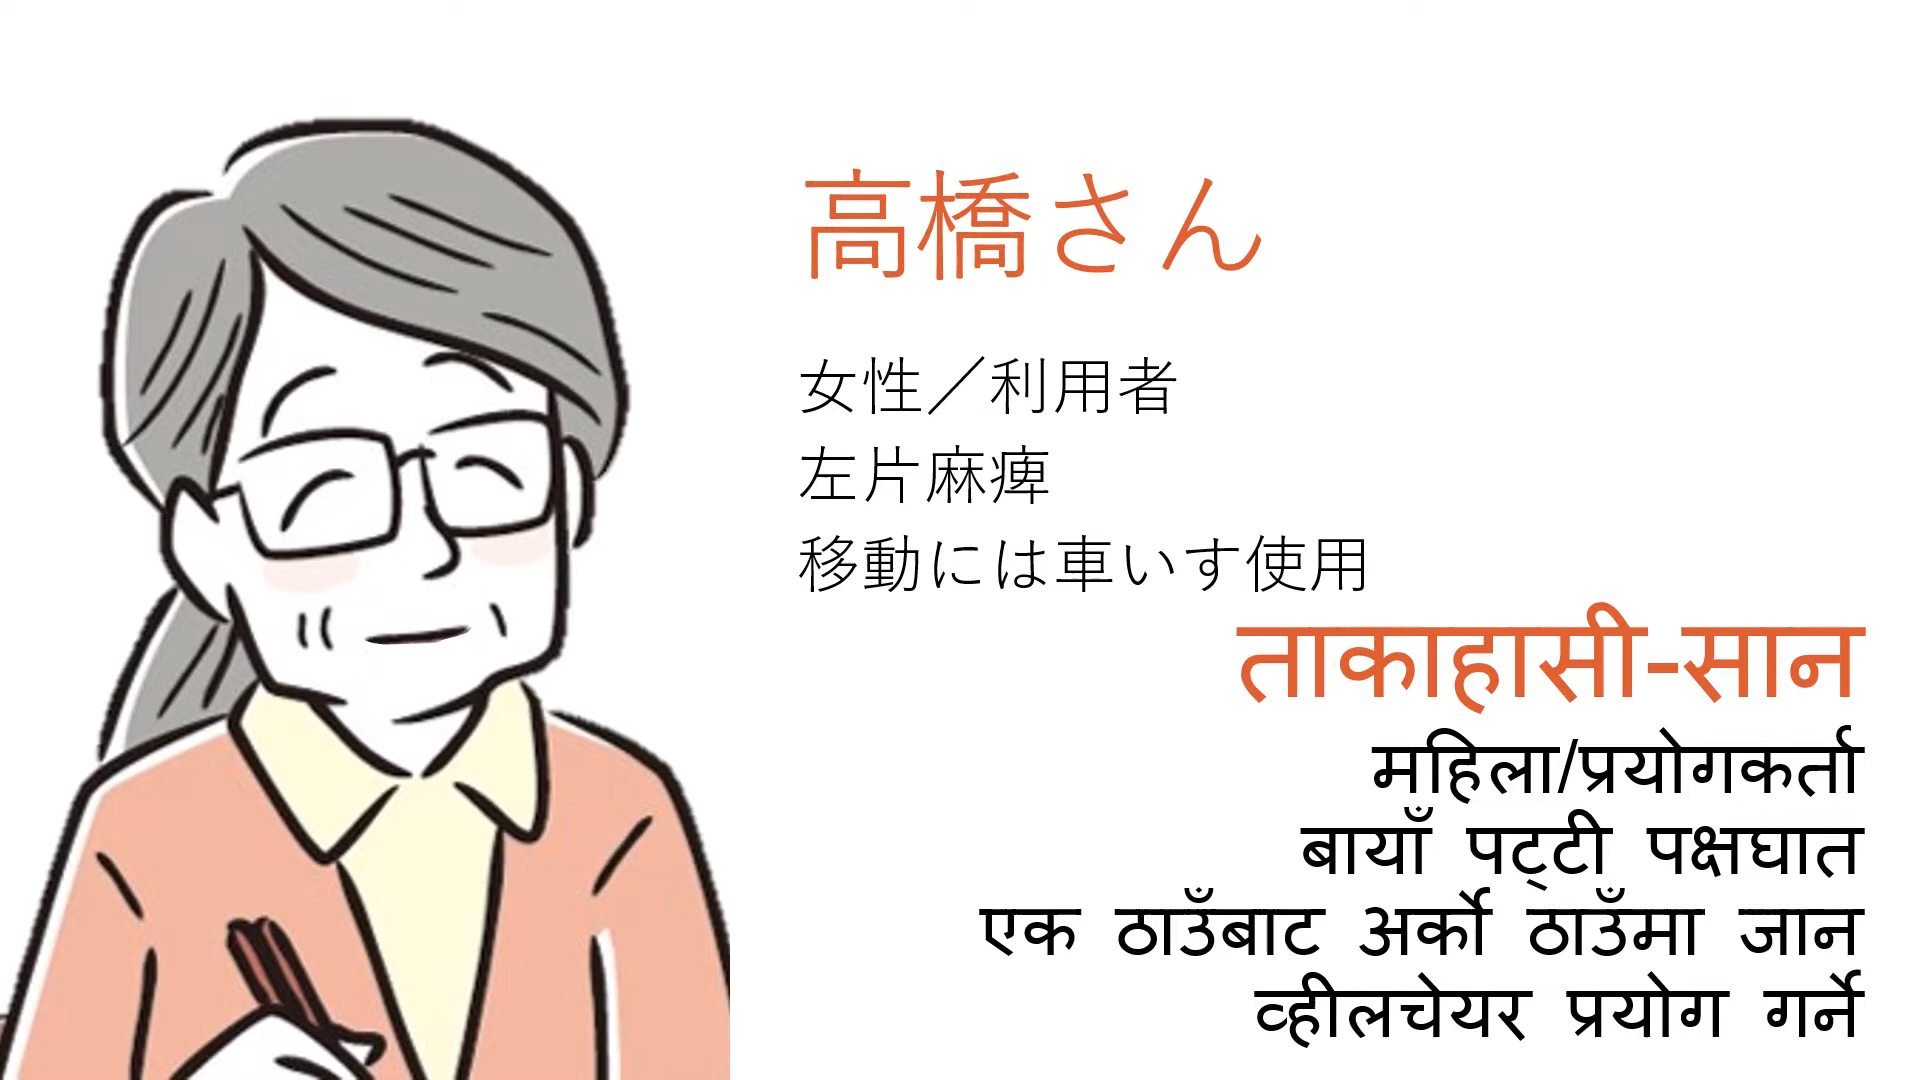 高橋さん
女性／利用者
左片麻痺
移動には車いす使用
ताकाहासी-सान
महिला/प्रयोगकर्ता
बायाँ पट्टी पक्षघात
एक ठाउँबाट अर्को ठाउँमा जान
व्हीलचेयर प्रयोग गर्ने